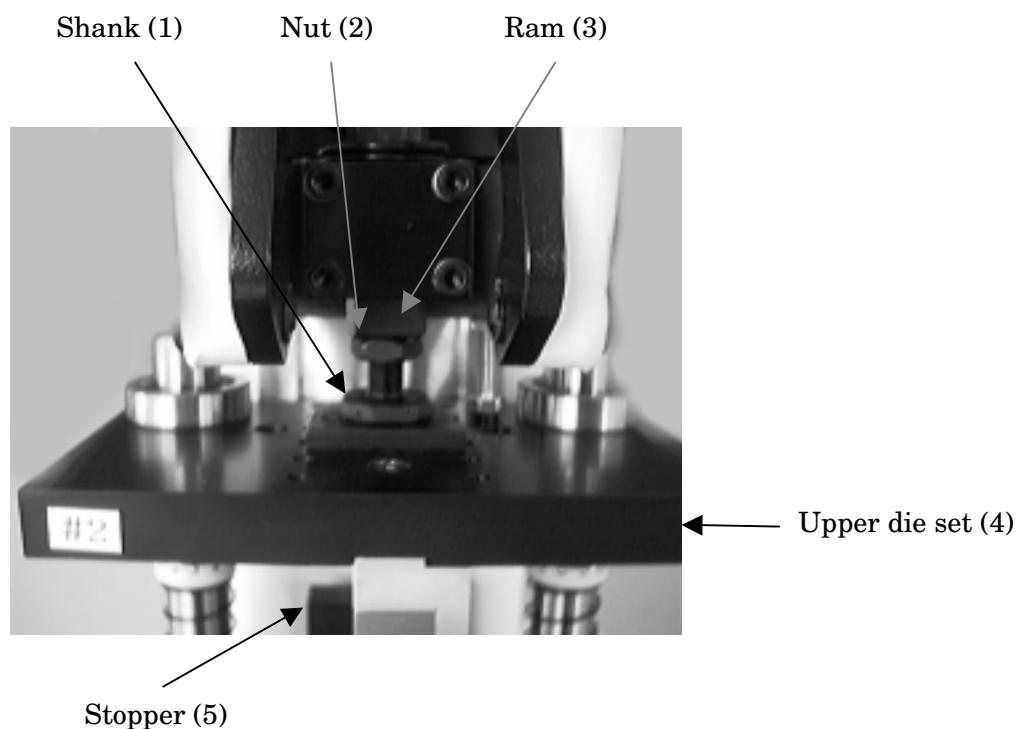 Shank (1) Nut (2) Ram (3)
#2
Upper die set (4)
Stopper (5)